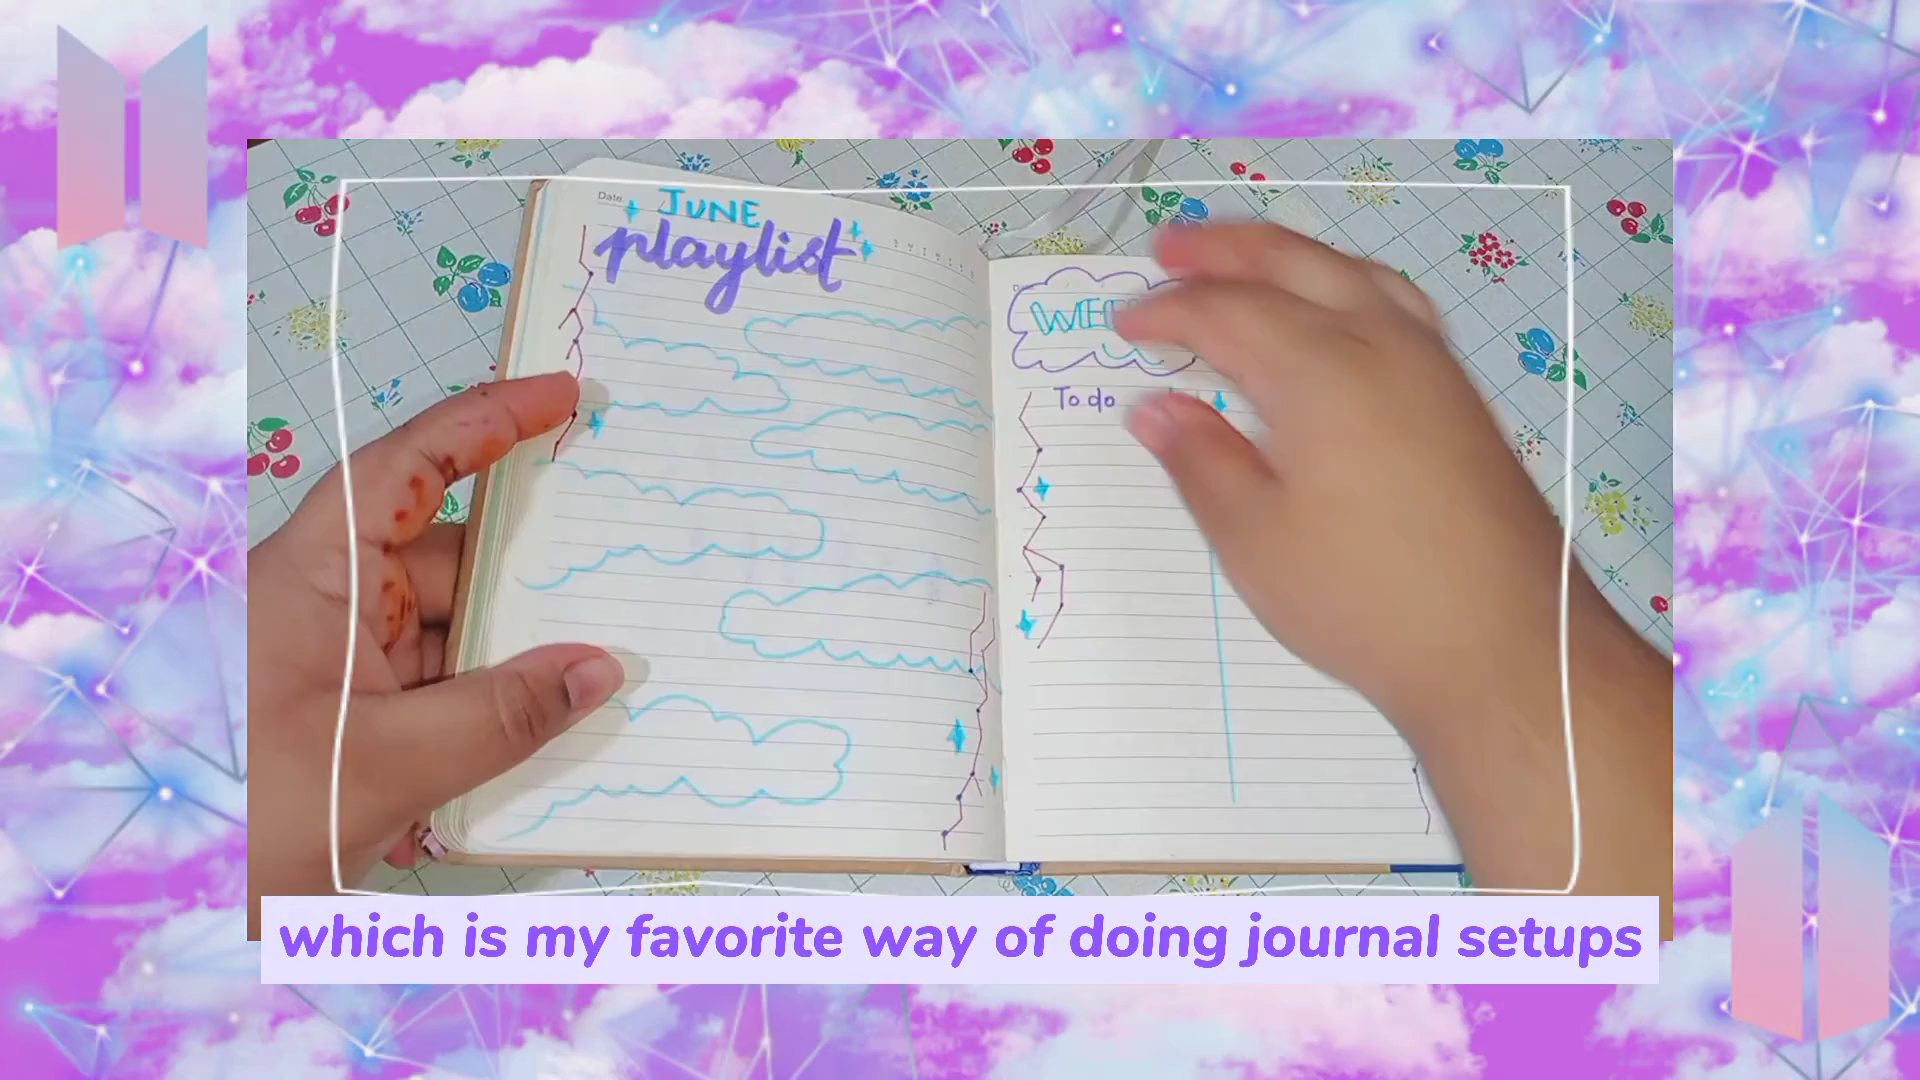 Date.
JUNE
playlist
To do
which is my favorite way of doing journal setups